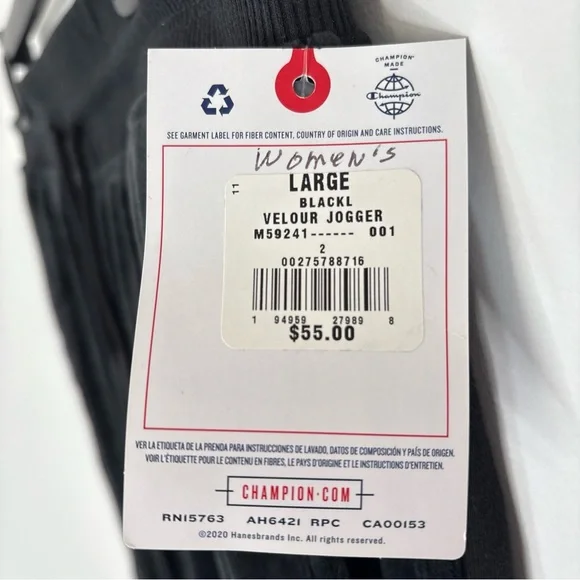 CHAMPION®
MADE
Champion
SEE GARMENT LABEL FOR FIBER CONTENT, COUNTRY OF ORIGIN AND CARE INSTRUCTIONS.
Women's
11
LARGE
BLACKL
VELOUR JOGGER
M59241------ 001
2
00275788716
1 94959 27989 8
$55.00
VER LA ETIQUETA DE LA PRENDA PARA INSTRUCCIONES DE LAVADO, DATOS DE COMPOSICIÓN Y PAÍS DE ORIGEN.
VOIR L'ÉTIQUETTE POUR LE CONTENU EN FIBRES, LE PAYS D'ORIGINE ET LE INSTRUCTIONS D'ENTRETIEN.
CHAMPION·COM
RN15763 AH6421 RPC CA00153
©2020 Hanesbrands Inc. All rights reserved.